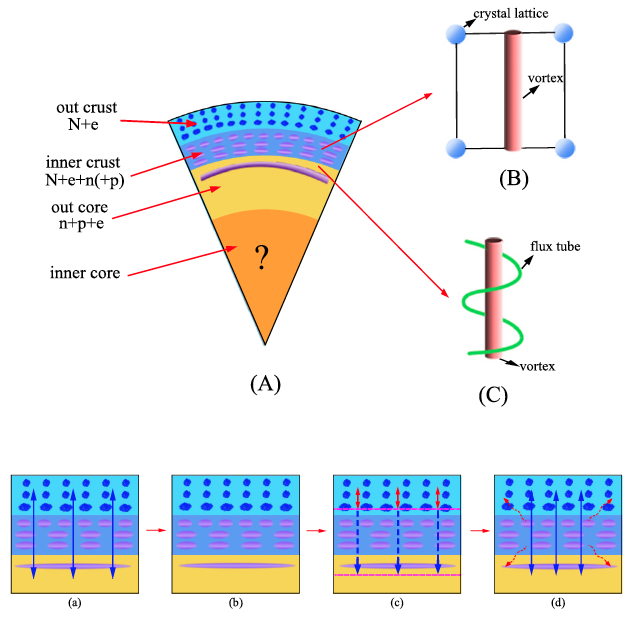 crystal lattice
vortex
(B)
out crust
N+e
inner crust
N+e+n(+p)
out core
n+p+e
inner core
?
(A)
flux tube
vortex
(C)
(a)
(b)
(c)
(d)